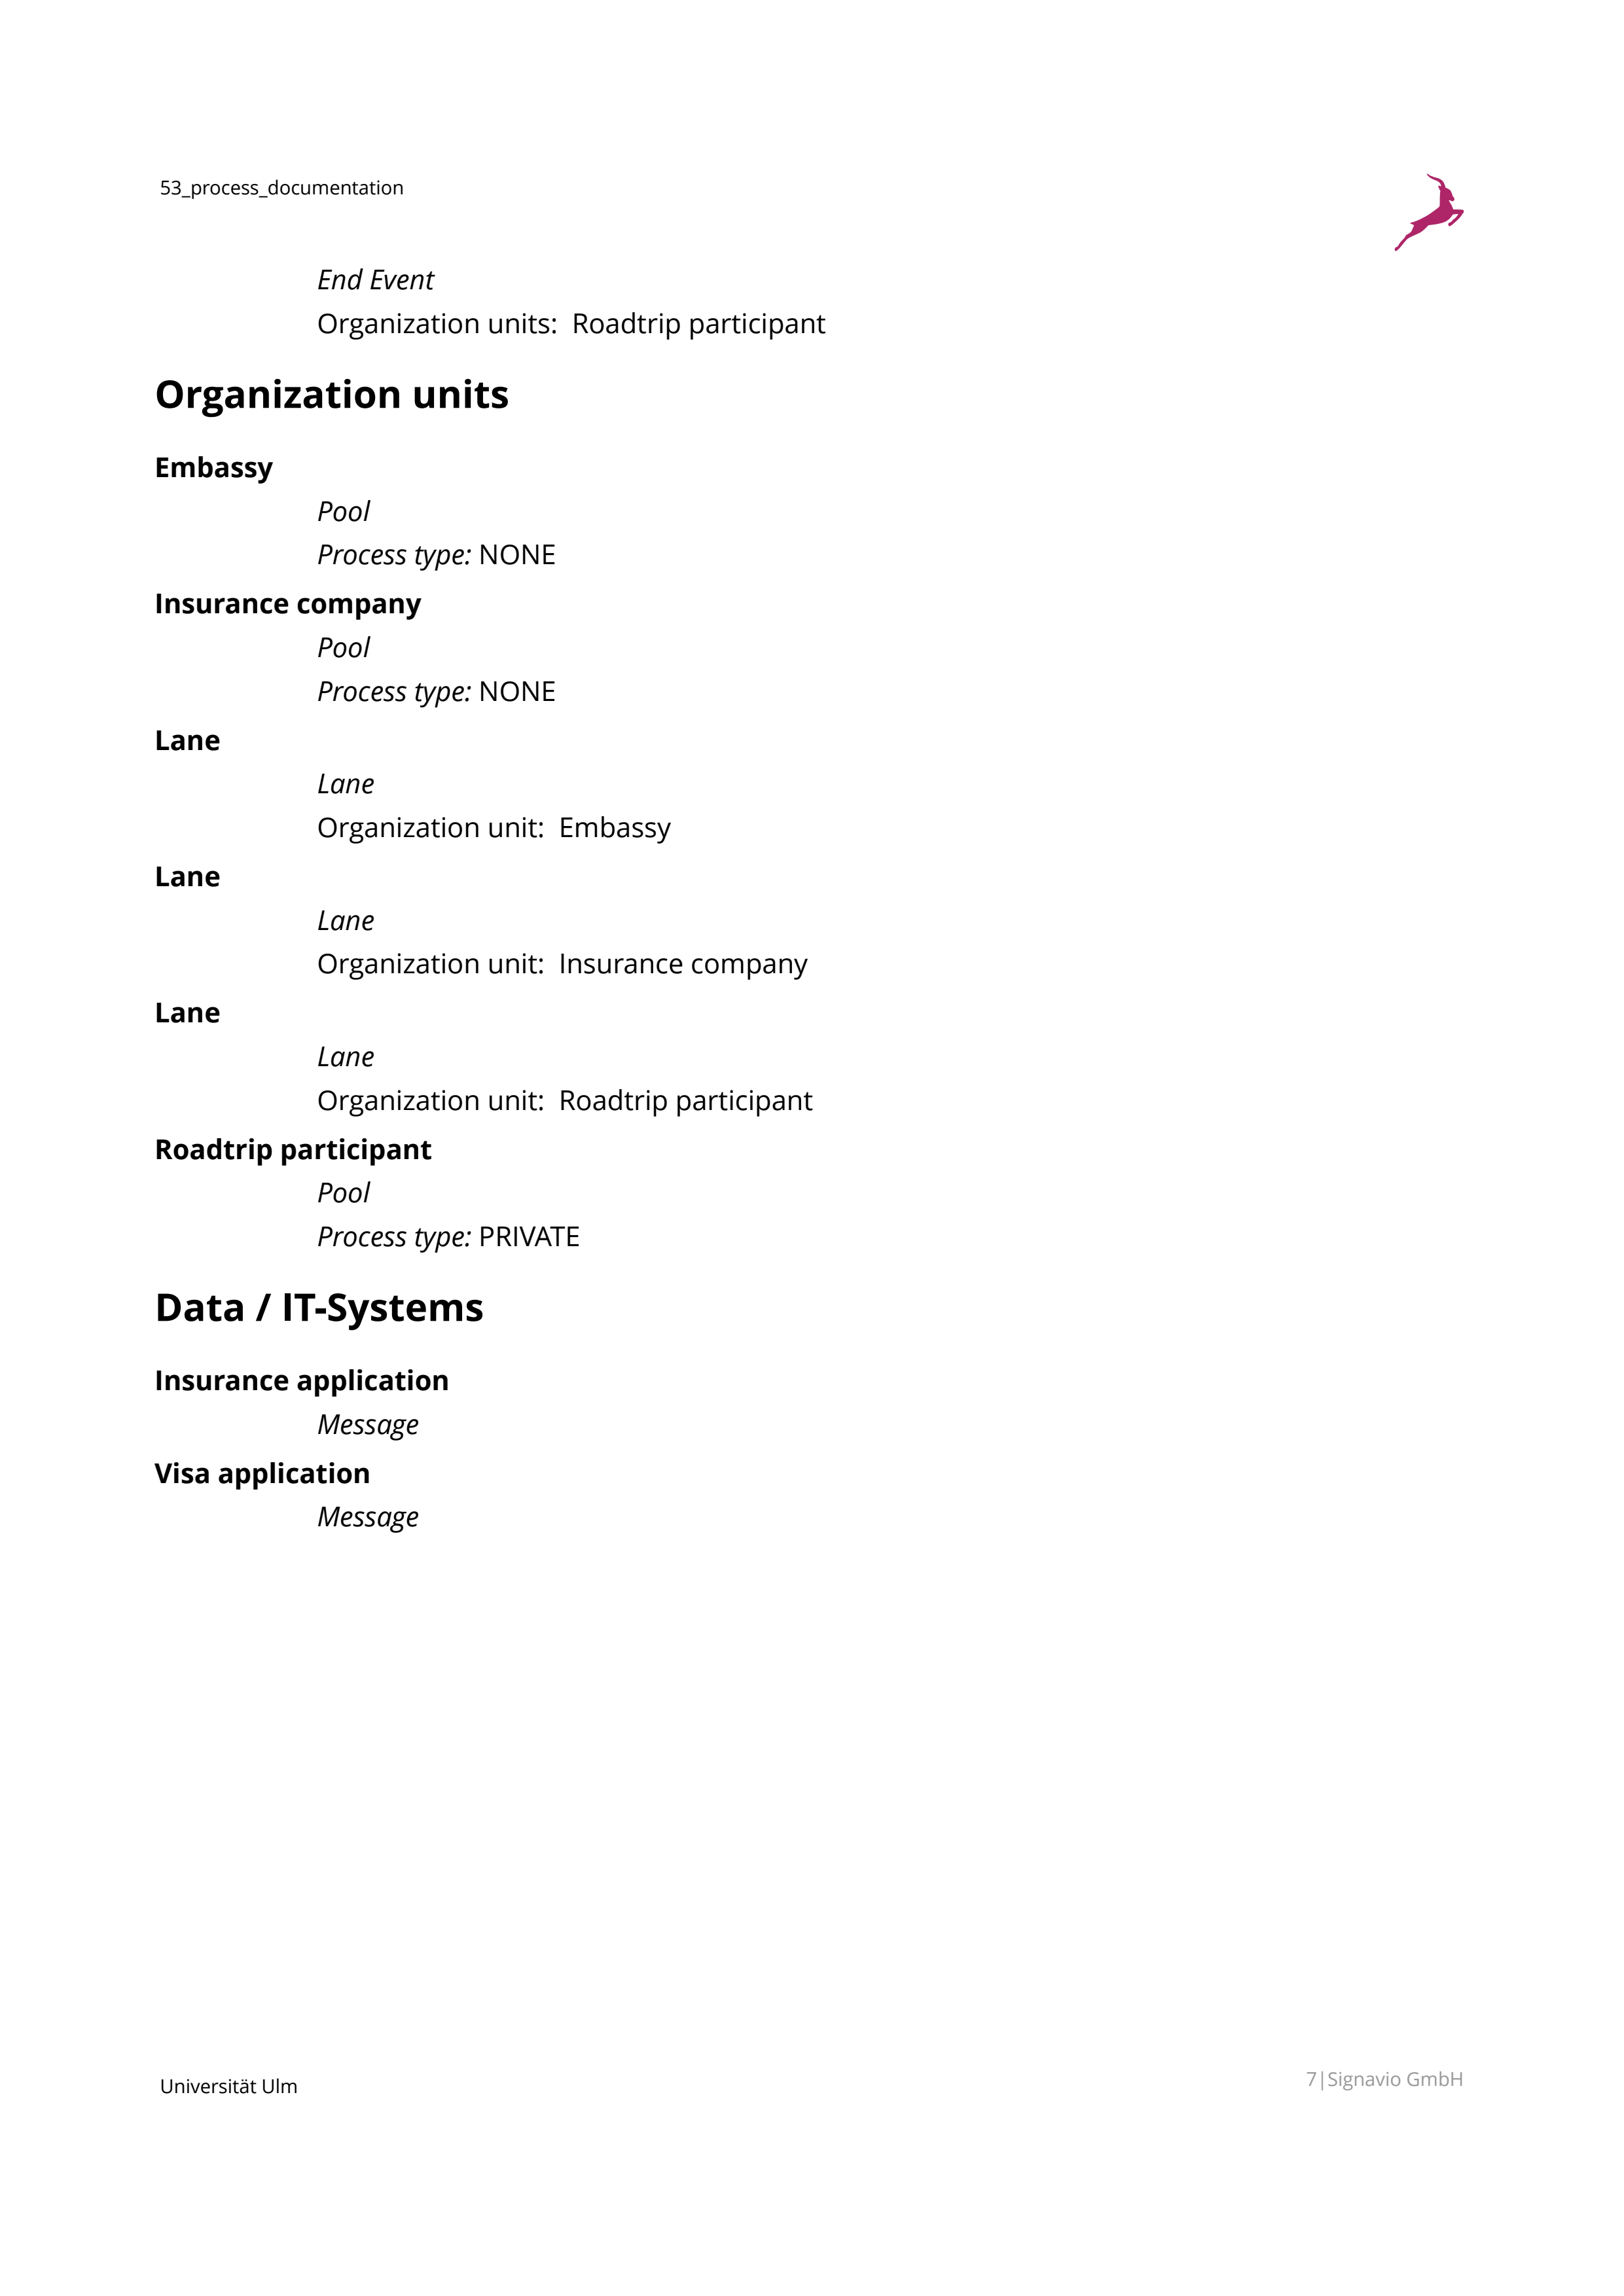 53_process_documentation
End Event
Organization units:  Roadtrip participant
Organization units
Embassy
Pool
Process type: NONE
Insurance company
Pool
Process type: NONE
Lane
Lane
Organization unit:  Embassy
Lane
Lane
Organization unit:  Insurance company
Lane
Lane
Organization unit:  Roadtrip participant
Roadtrip participant
Pool
Process type: PRIVATE
Data / IT-Systems
Insurance application
Message
Visa application
Message
Universität Ulm
7|Signavio GmbH